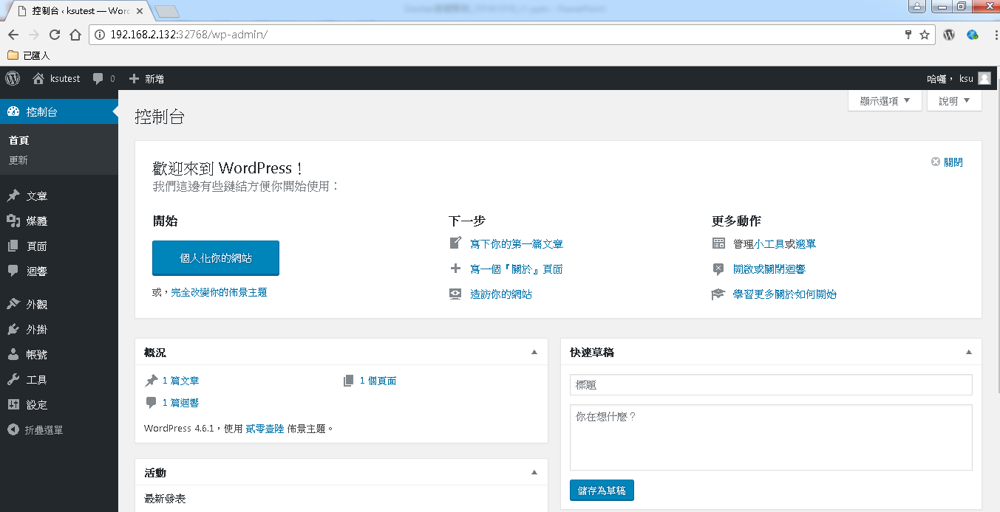 控制台 ‹ ksutest — Wor
192.168.2.132:32768/wp-admin/
已匯入
ksutest 0 新增 哈囉， ksu
控制台
首頁
更新
文章
媒體
頁面
迴響
外觀
外掛
帳號
工具
設定
折疊選單
顯示選項 說明
控制台
歡迎來到 WordPress！
關閉
我們這邊有些鏈結方便你開始使用：
開始
個人化你的網站
或，完全改變你的佈景主題
下一步
寫下你的第一篇文章
寫一個『關於』頁面
造訪你的網站
更多動作
管理小工具或選單
開啟或關閉迴響
學習更多關於如何開始
概況
1 篇文章 1 個頁面
1 篇迴響
WordPress 4.6.1，使用 貳零壹陸 佈景主題。
活動
最新發表
快速草稿
標題
你在想什麼？
儲存為草稿